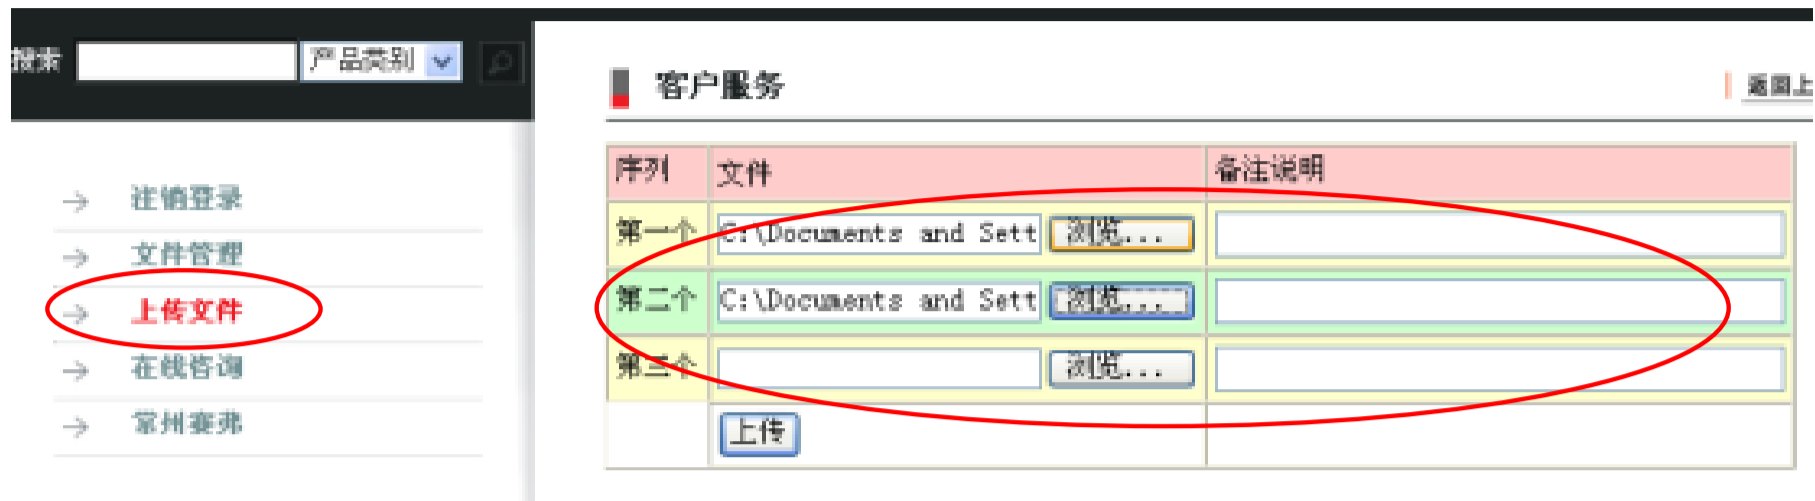 搜索 产品类别
客户服务
返回上
注销登录
文件管理
上传文件
在线咨询
常州赛弗
序列 文件 备注说明
第一个 C:\Documents and Sett 浏览...
第二个 C:\Documents and Sett 浏览...
第三个 浏览...
上传